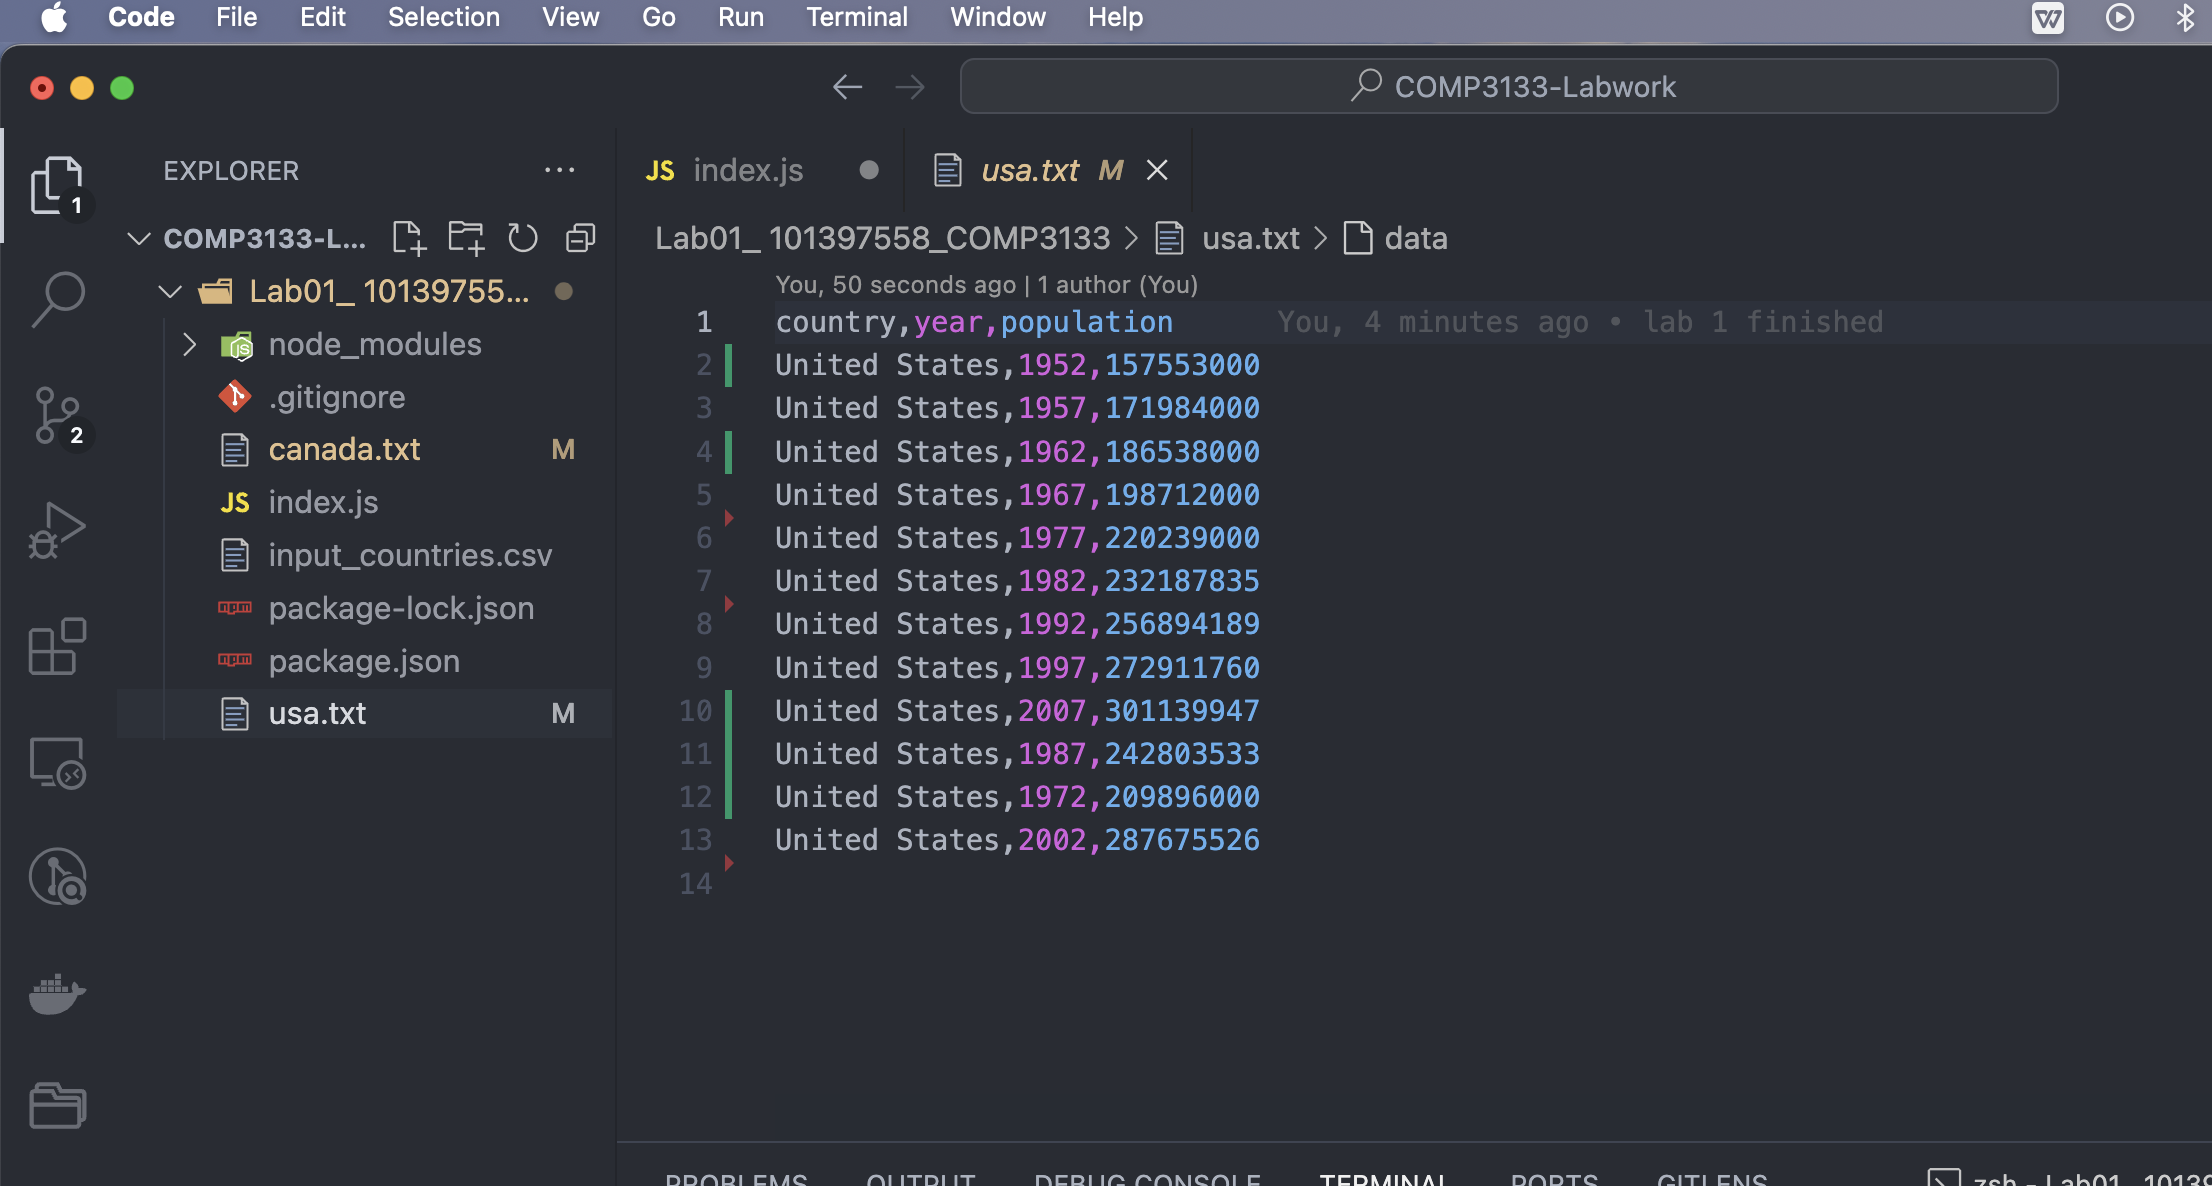 Code File Edit Selection View Go Run Terminal Window Help
COMP3133-Labwork
EXPLORER
1
COMP3133-L...
Lab01_ 10139755...
node_modules
.gitignore
2
canada.txt M
JS index.js
input_countries.csv
package-lock.json
package.json
usa.txt M
JS index.js
usa.txt M
Lab01_ 101397558_COMP3133 > usa.txt > data
You, 50 seconds ago | 1 author (You)
1 country,year,population You, 4 minutes ago • lab 1 finished
2 United States,1952,157553000
3 United States,1957,171984000
4 United States,1962,186538000
5 United States,1967,198712000
6 United States,1977,220239000
7 United States,1982,232187835
8 United States,1992,256894189
9 United States,1997,272911760
10 United States,2007,301139947
11 United States,1987,242803533
12 United States,1972,209896000
13 United States,2002,287675526
14
PROBLEMS OUTPUT DEBUG CONSOLE TERMINAL PORTS GITLENS zsh - Lab01_ 10139